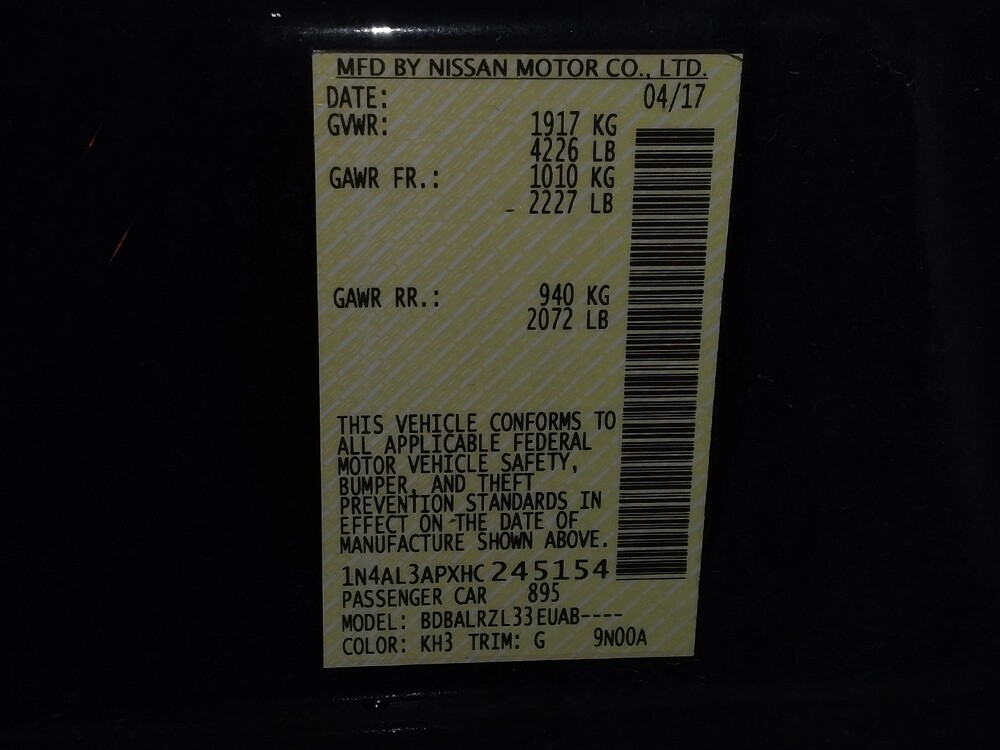 MFD BY NISSAN MOTOR CO., LTD.
DATE: 04/17
GVWR: 1917 KG
4226 LB
GAWR FR.: 1010 KG
2227 LB
GAWR RR.: 940 KG
2072 LB
THIS VEHICLE CONFORMS TO
ALL APPLICABLE FEDERAL
MOTOR VEHICLE SAFETY,
BUMPER, AND THEFT
PREVENTION STANDARDS IN
EFFECT ON THE DATE OF
MANUFACTURE SHOWN ABOVE.
1N4AL3APXHC245154
PASSENGER CAR 895
MODEL: BDBALRZL33EUAB----
COLOR: KH3 TRIM: G 9N00A